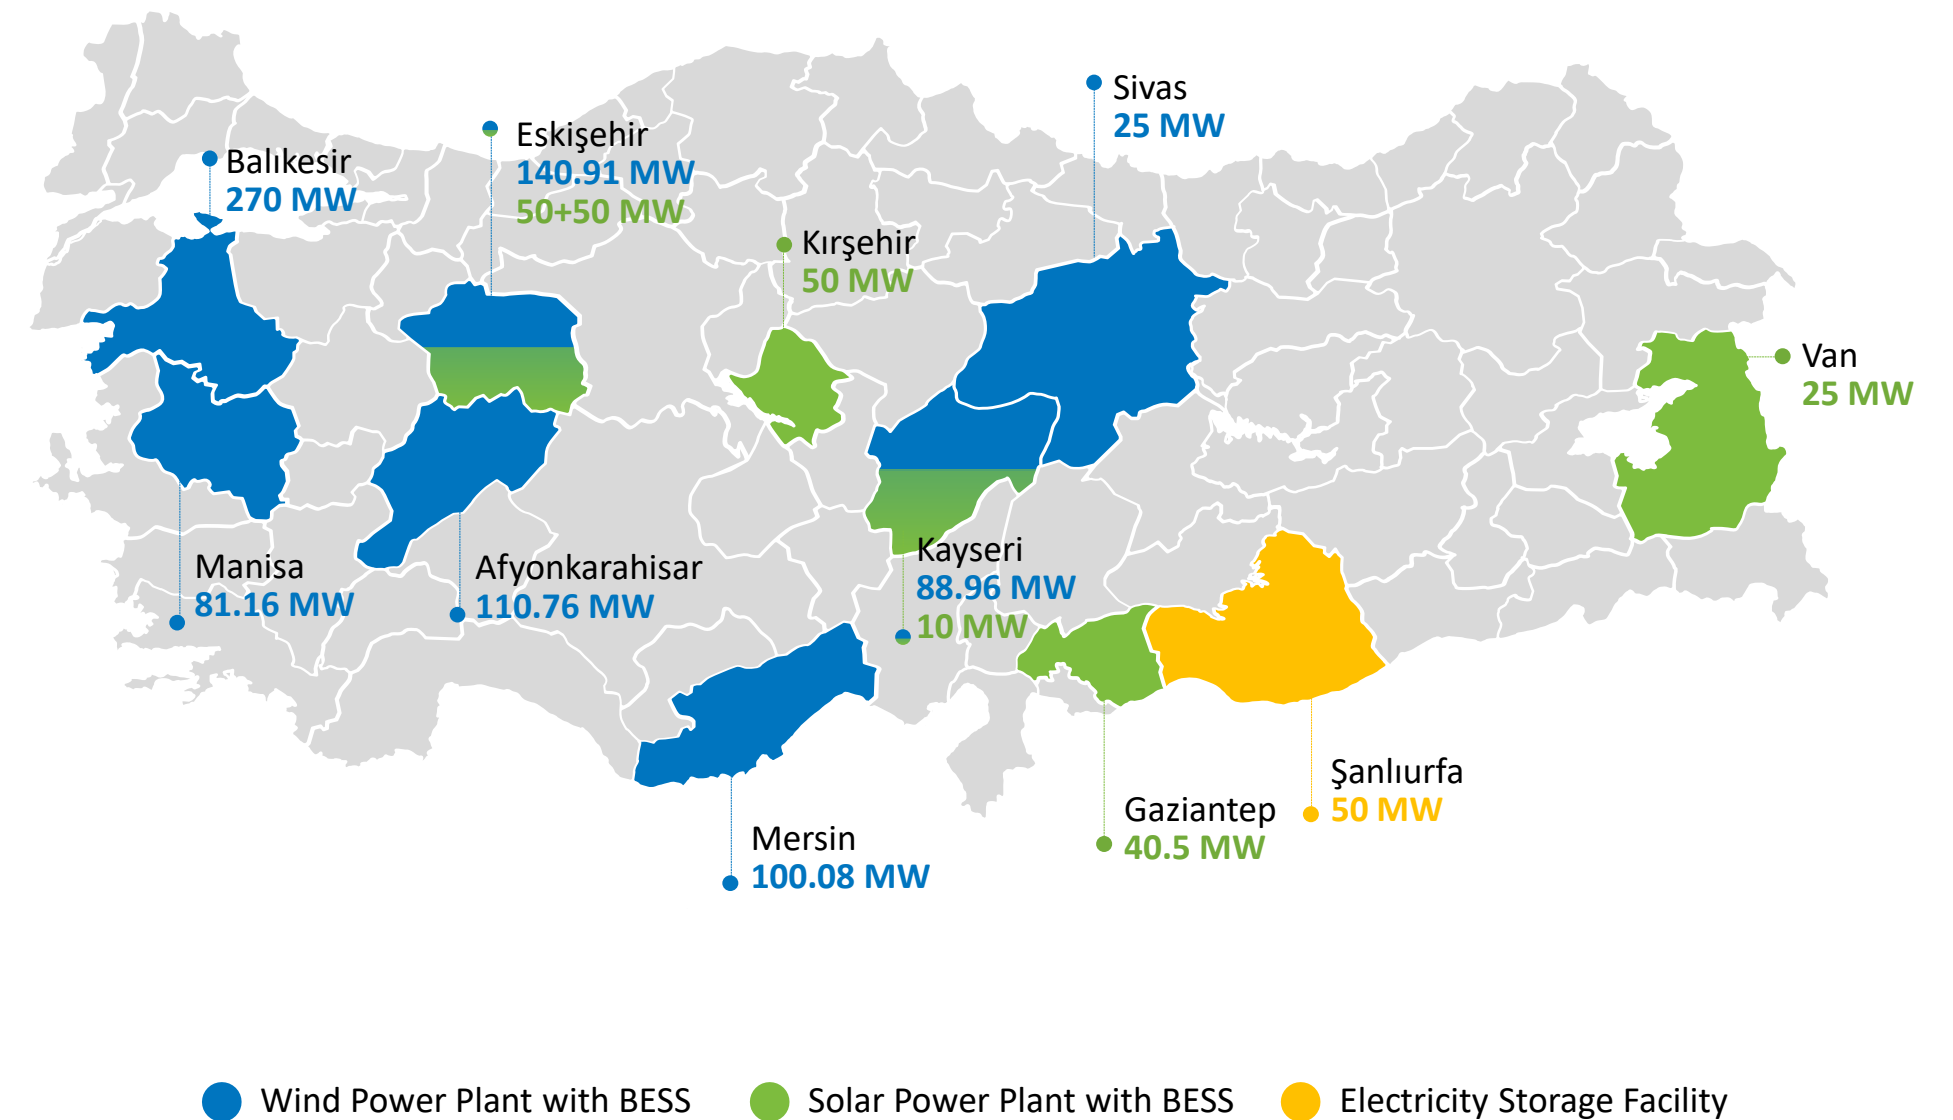 Sivas
25 MW
Eskişehir
140.91 MW
50+50 MW
Balıkesir
270 MW
Kırşehir
50 MW
Van
25 MW
Manisa
81.16 MW
Afyonkarahisar
110.76 MW
Kayseri
88.96 MW
10 MW
Şanlıurfa
50 MW
Gaziantep
40.5 MW
Mersin
100.08 MW
Wind Power Plant with BESS
Solar Power Plant with BESS
Electricity Storage Facility